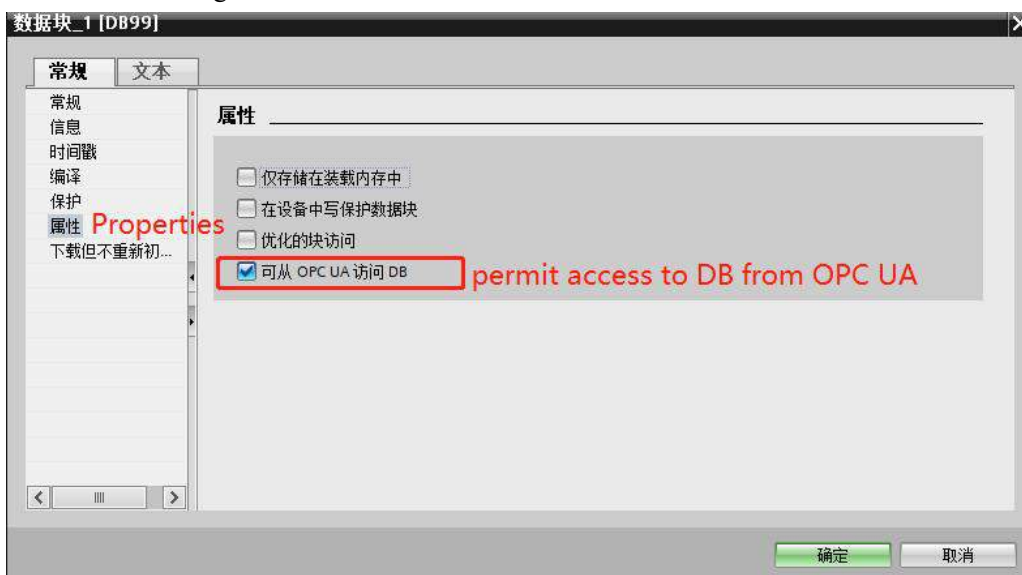 数据块_1 [DB99]
常规 文本
常规
信息
时间戳
编译
保护
属性 Properties
下载但不重新初...
属性
仅存储在装载内存中
在设备中写保护数据块
优化的块访问
可从 OPC UA 访问 DB permit access to DB from OPC UA
确定 取消